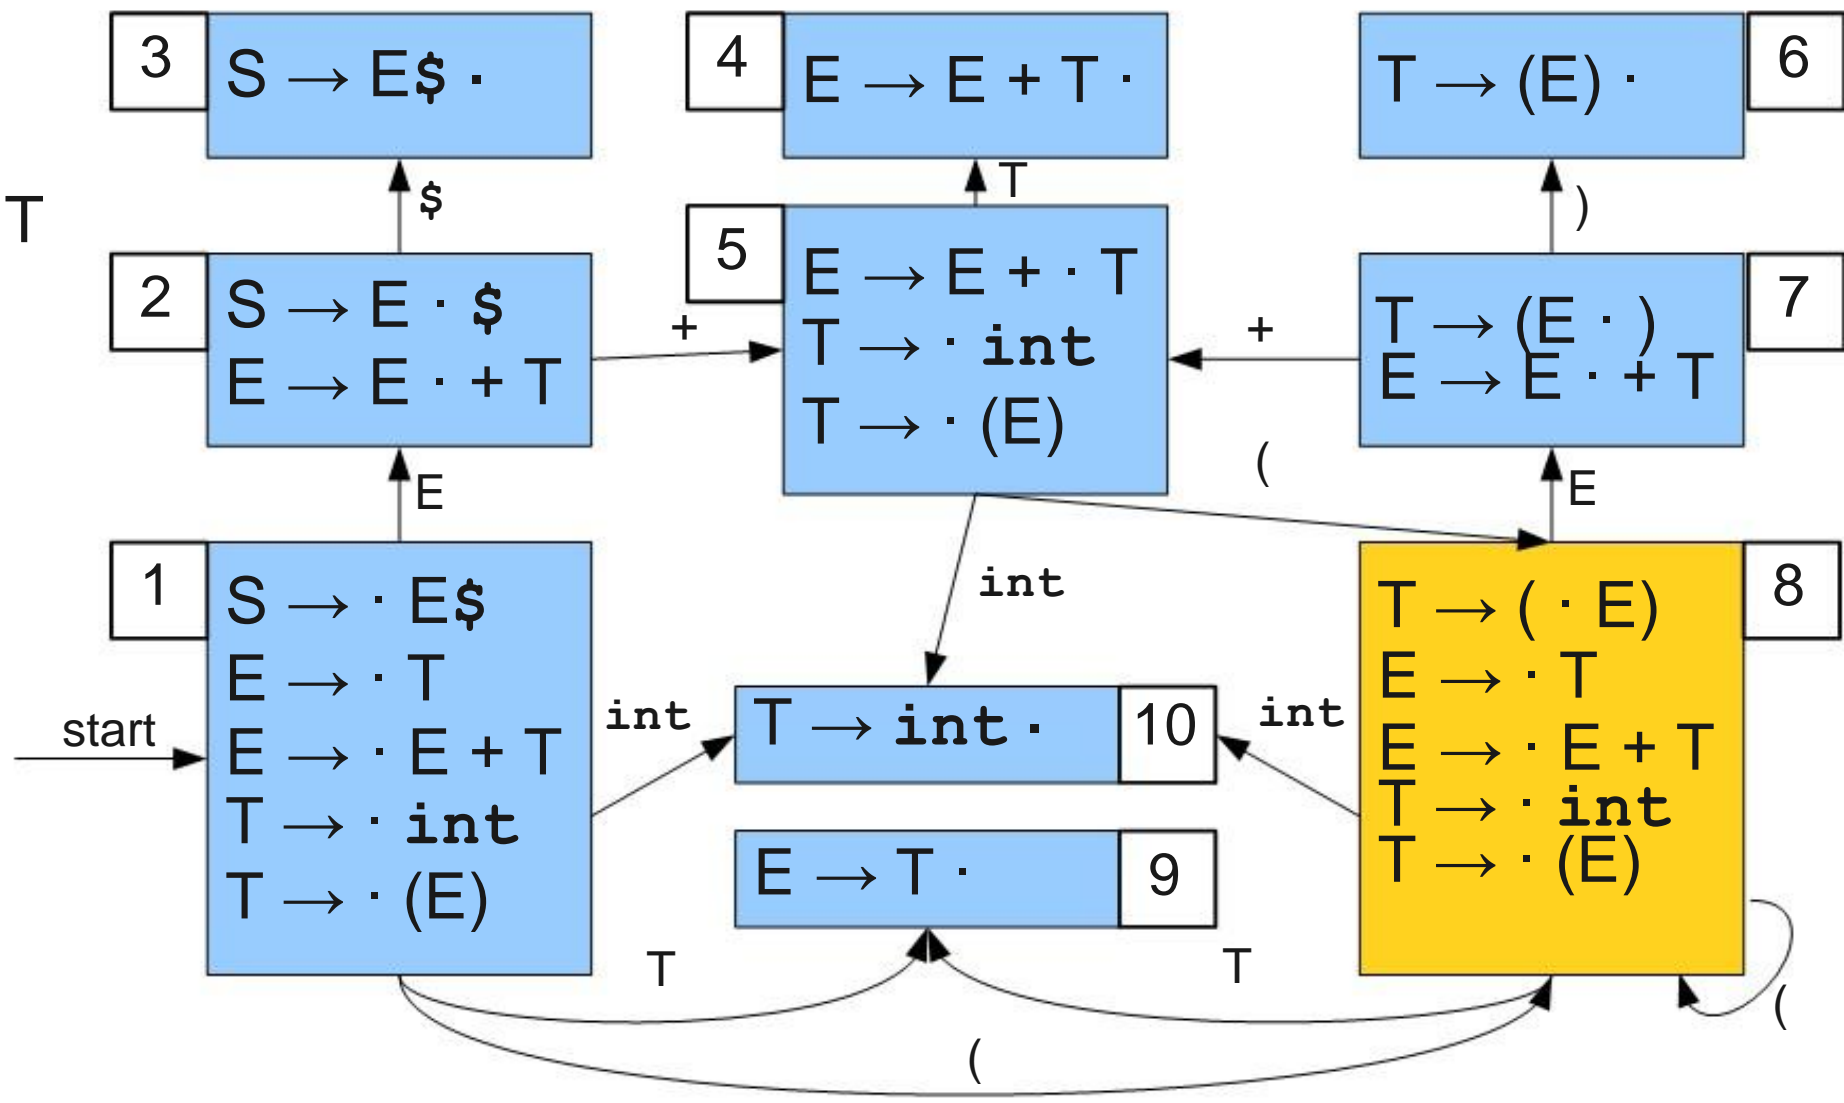 3
S → E$ ·
4
E → E + T ·
T → (E) ·
6
T
$
T
)
2
S → E · $
E → E · + T
+
5
E → E + · T
T → · int
T → · (E)
+
7
T → (E · )
E → E · + T
E
(
E
1
S → · E$
E → · T
E → · E + T
T → · int
T → · (E)
start
int
int
T → int ·
10
int
8
T → ( · E)
E → · T
E → · E + T
T → · int
T → · (E)
E → T ·
9
T
T
(
(